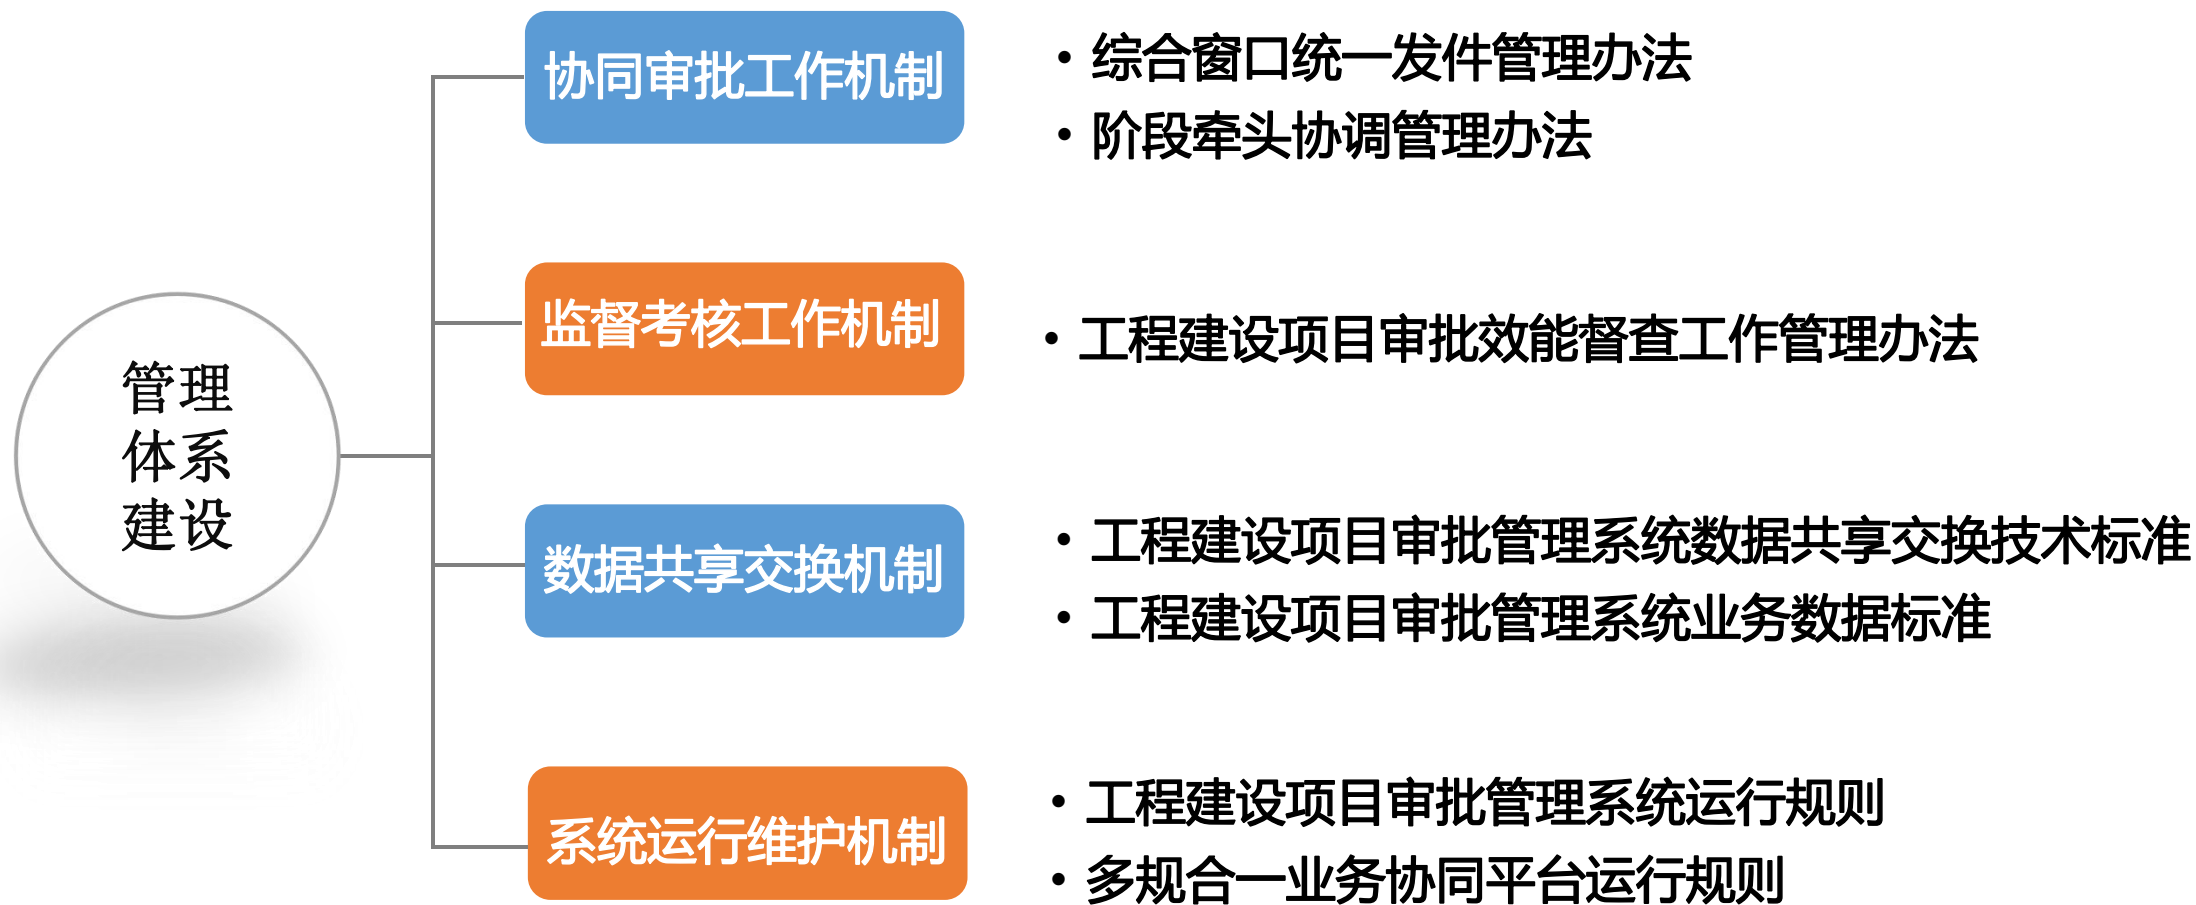 管理
体系
建设
协同审批工作机制
• 综合窗口统一发件管理办法
• 阶段牵头协调管理办法
监督考核工作机制
• 工程建设项目审批效能督查工作管理办法
数据共享交换机制
• 工程建设项目审批管理系统数据共享交换技术标准
• 工程建设项目审批管理系统业务数据标准
系统运行维护机制
• 工程建设项目审批管理系统运行规则
• 多规合一业务协同平台运行规则